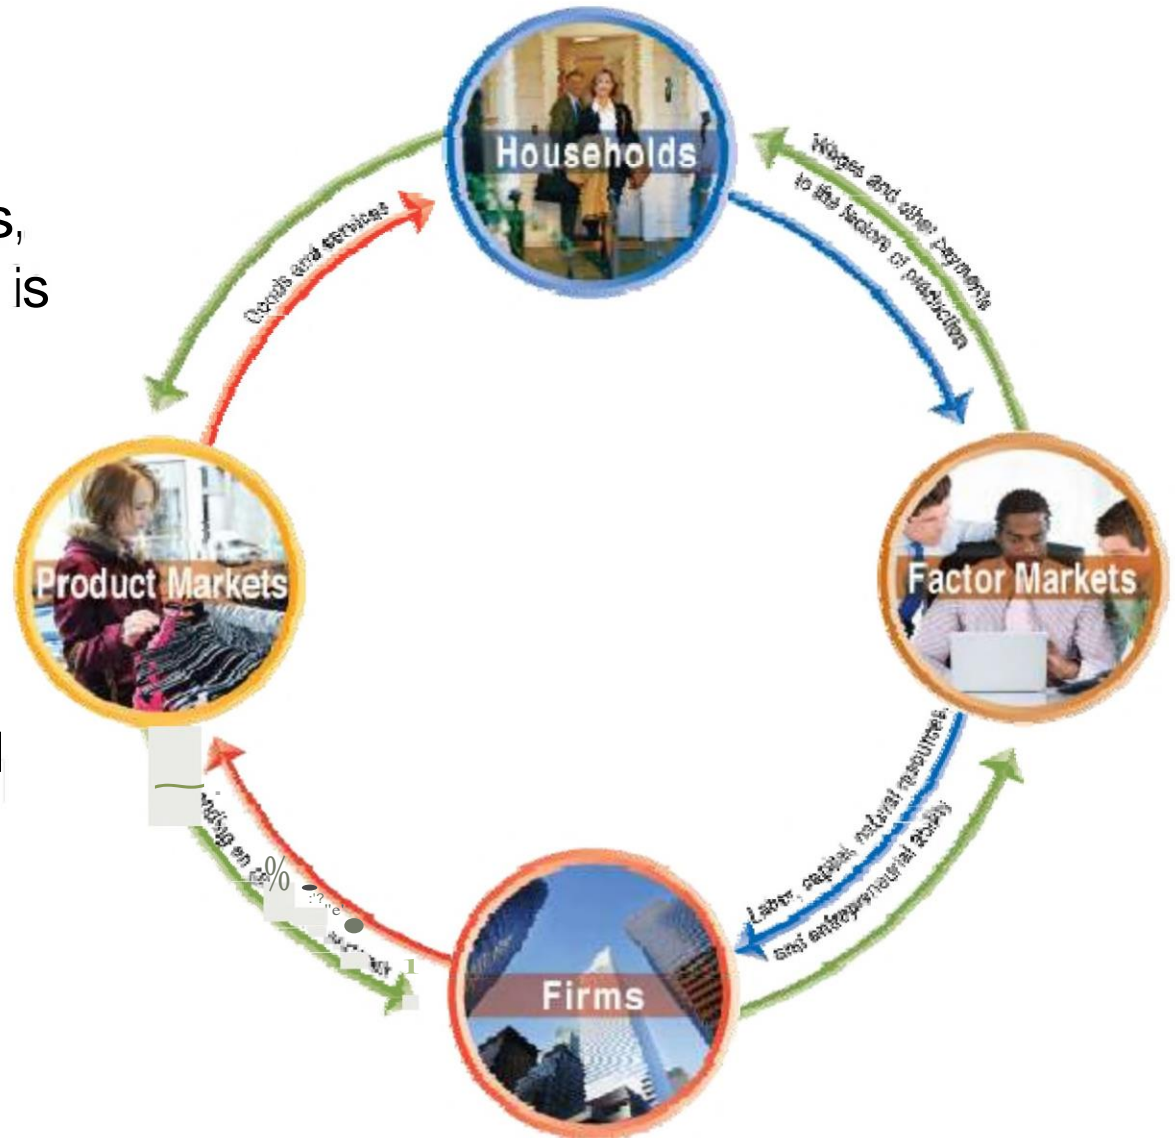 s,
is
Households
Wages and other payments
to the factors of production
Goods and services
Product Markets
Factor Markets
Labor, capital, natural resources,
and entrepreneurial ability
%
Firms